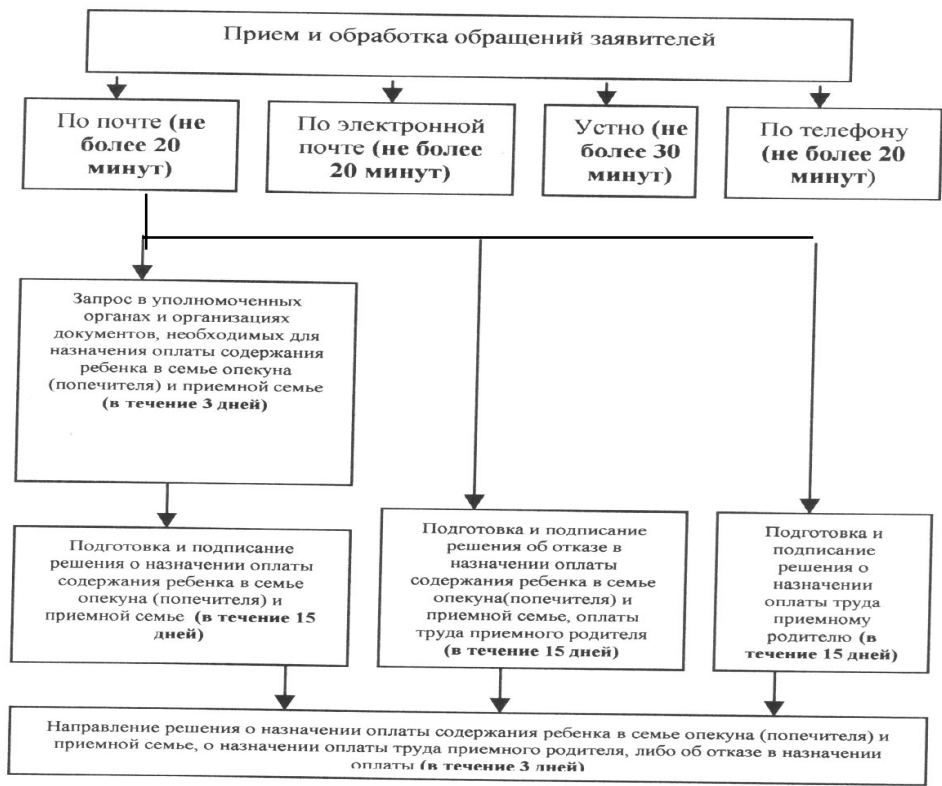 Прием и обработка обращений заявителей
По почте (не
более 20
минут)
По электронной
почте (не более
20 минут)
Устно (не
более 30
минут)
По телефону
(не более 20
минут)
Запрос в уполномоченных
органах и организациях
документов, необходимых для
назначения оплаты содержания
ребенка в семье опекуна
(попечителя) и приемной семье
(в течение 3 дней)
Подготовка и подписание
решения о назначении оплаты
содержания ребенка в семье
опекуна (попечителя) и
приемной семье (в течение 15
дней)
Подготовка и подписание
решения об отказе в
назначении оплаты
содержания ребенка в семье
опекуна(попечителя) и
приемной семье, оплаты
труда приемного родителя
(в течение 15 дней)
Подготовка и
подписание
решения о
назначении
оплаты труда
приемному
родителю (в
течение 15 дней)
Направление решения о назначении оплаты содержания ребенка в семье опекуна (попечителя) и
приемной семье, о назначении оплаты труда приемного родителя, либо об отказе в назначении
оплаты (в течение 3 дней)